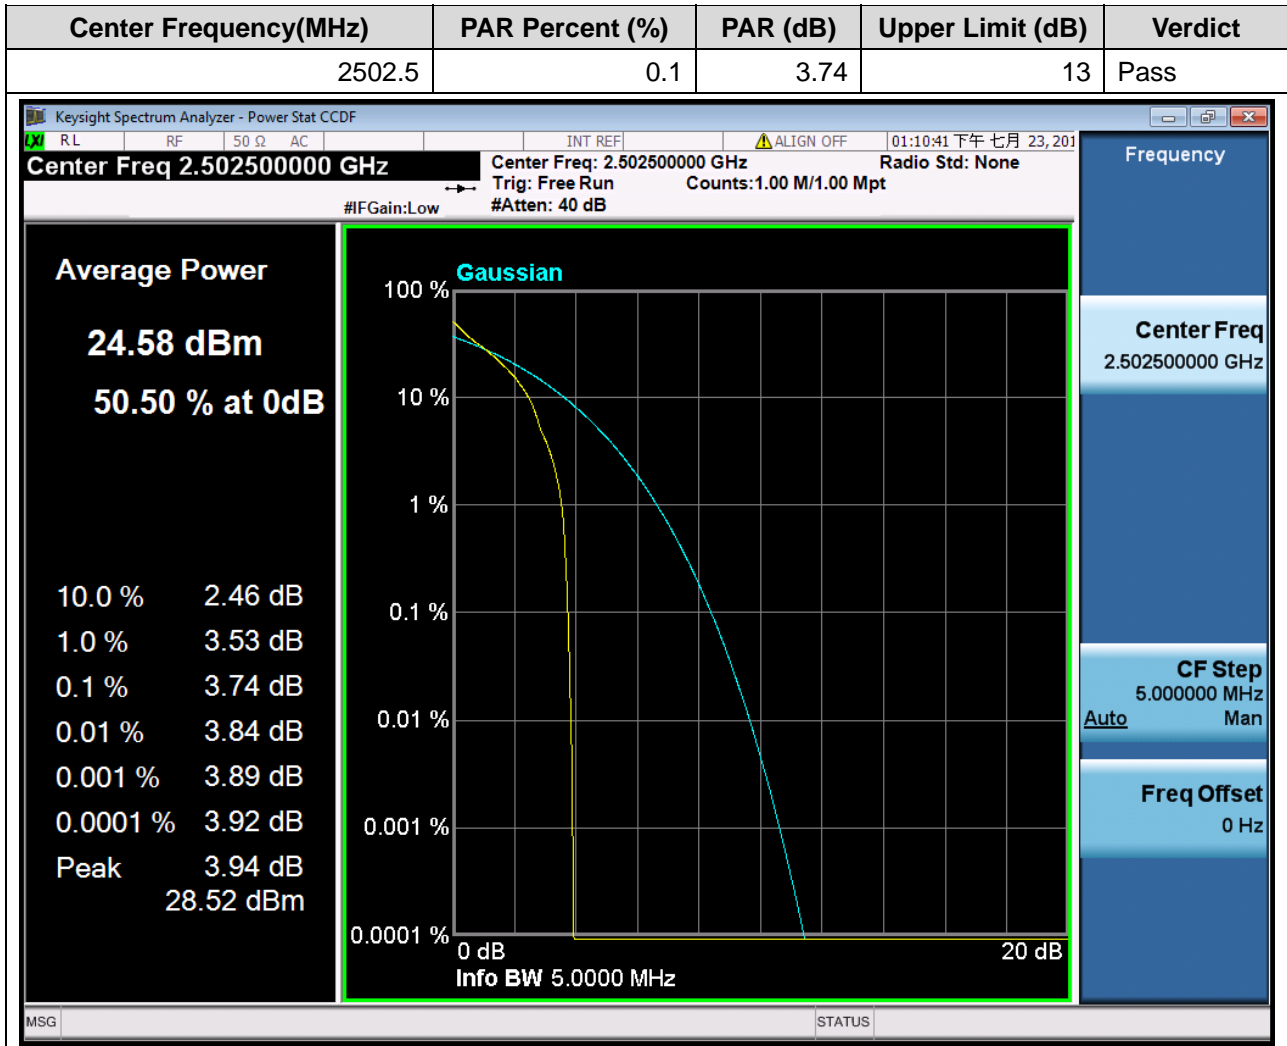 Center Frequency(MHz) PAR Percent (%) PAR (dB) Upper Limit (dB) Verdict
2502.5 0.1 3.74 13 Pass
Keysight Spectrum Analyzer - Power Stat CCDF
LXI RL RF 50 Ω AC INT REF ALIGN OFF 01:10:41 下午 七月 23, 201
Center Freq 2.502500000 GHz
Center Freq: 2.502500000 GHz Radio Std: None
Trig: Free Run Counts:1.00 M/1.00 Mpt
#IFGain:Low #Atten: 40 dB
Frequency
Average Power
24.58 dBm
50.50 % at 0dB
10.0 % 2.46 dB
1.0 % 3.53 dB
0.1 % 3.74 dB
0.01 % 3.84 dB
0.001 % 3.89 dB
0.0001 % 3.92 dB
Peak 3.94 dB
28.52 dBm
Gaussian
100 %
10 %
1 %
0.1 %
0.01 %
0.001 %
0.0001 %
0 dB 20 dB
Info BW 5.0000 MHz
Center Freq
2.502500000 GHz
CF Step
5.000000 MHz
Auto Man
Freq Offset
0 Hz
MSG STATUS